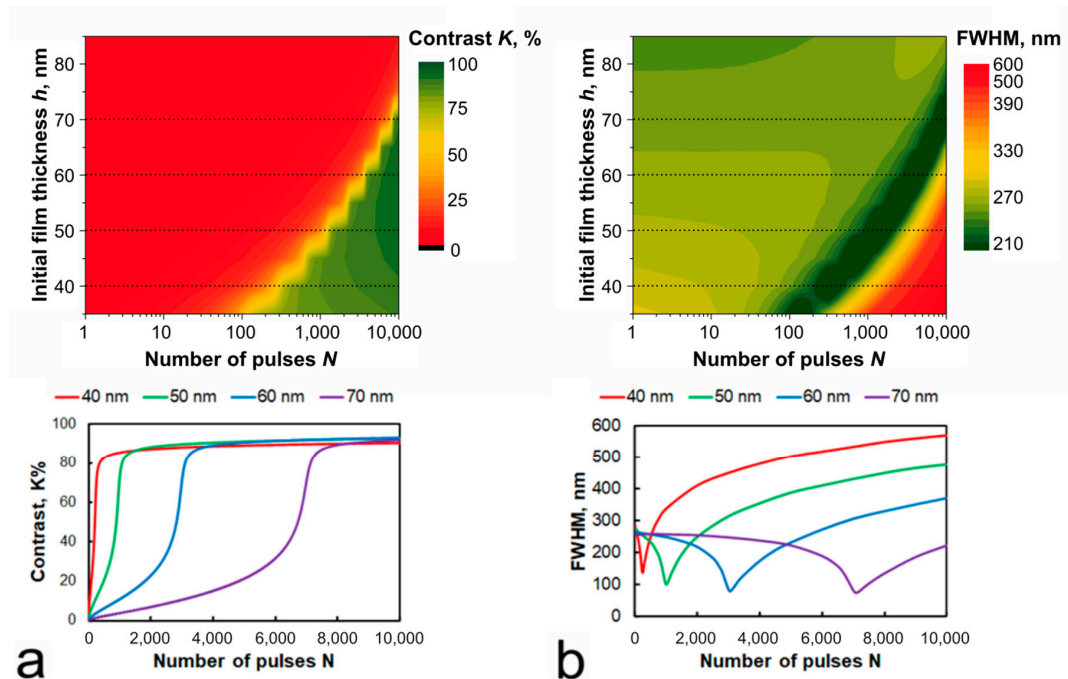 Contrast K, %
100
75
50
25
0
Initial film thickness h, nm
80
70
60
50
40
1 10 100 1,000 10,000
Number of pulses N
FWHM, nm
600
500
390
330
270
210
Initial film thickness h, nm
80
70
60
50
40
1 10 100 1,000 10,000
Number of pulses N
40 nm 50 nm 60 nm 70 nm
Contrast, K%
100
80
60
40
20
0
0 2,000 4,000 6,000 8,000 10,000
Number of pulses N
a
40 nm 50 nm 60 nm 70 nm
FWHM, nm
600
500
400
300
200
100
0
0 2,000 4,000 6,000 8,000 10,000
Number of pulses N
b